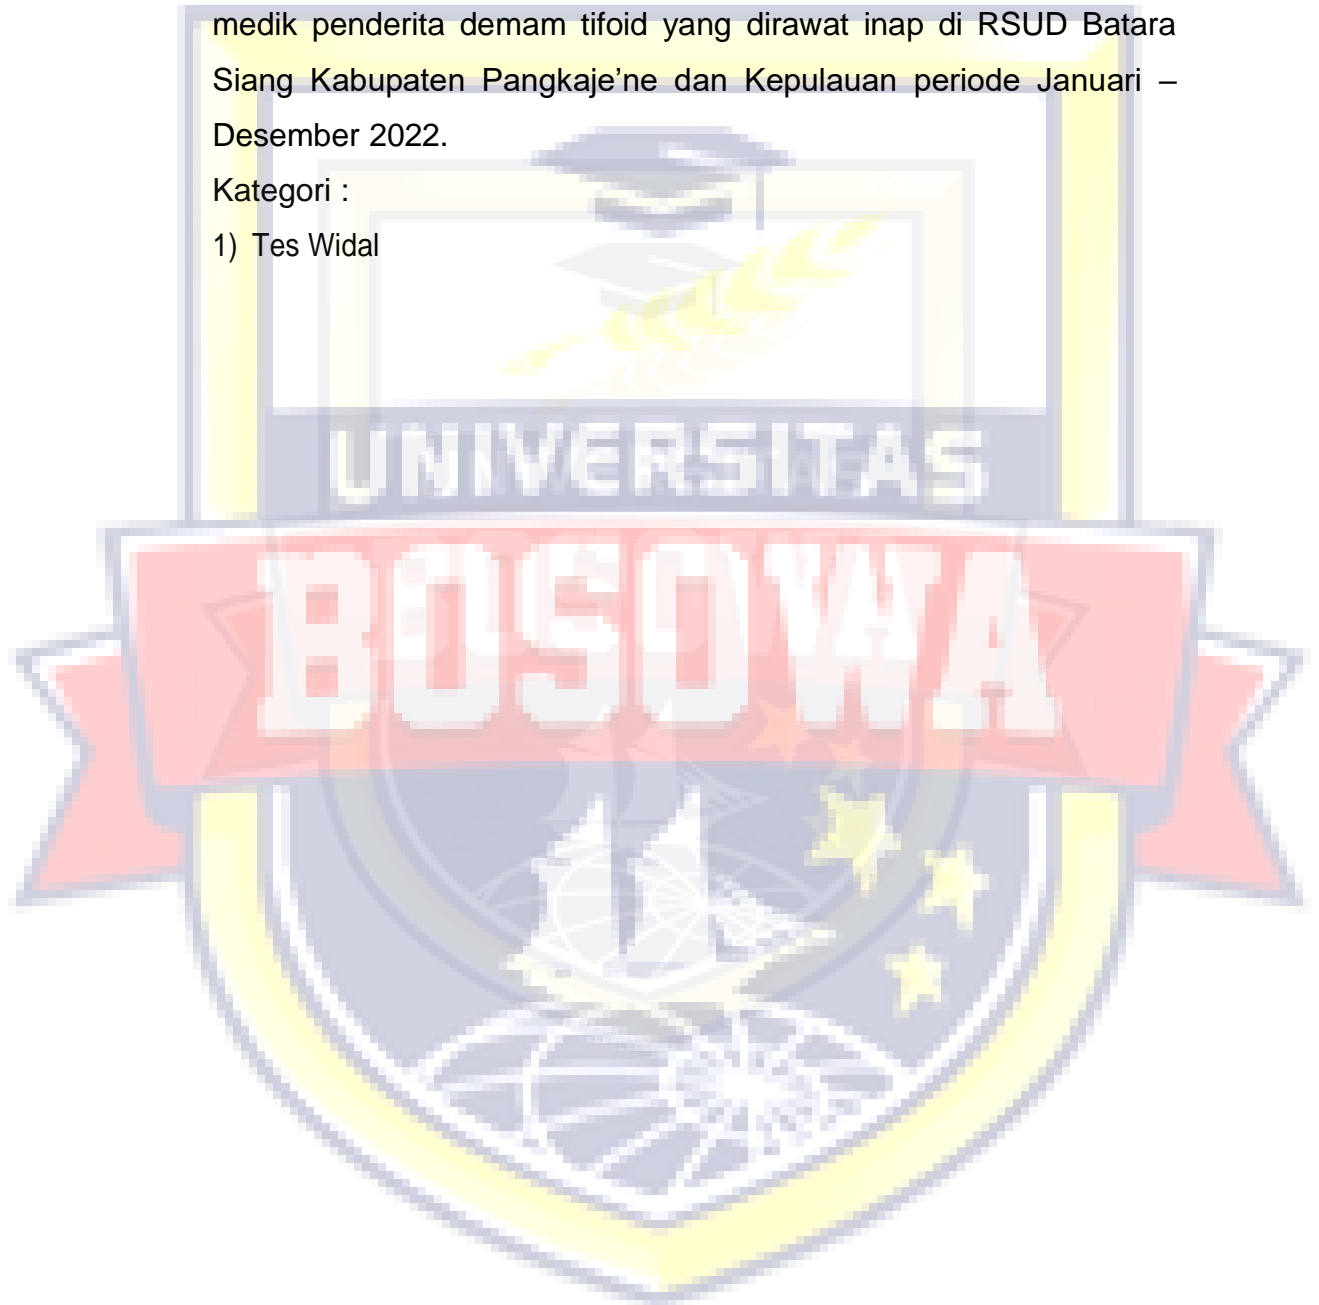 medik penderita demam tifoid yang dirawat inap di RSUD Batara
Siang Kabupaten Pangkaje’ne dan Kepulauan periode Januari –
Desember 2022.
Kategori :
1) Tes Widal
UNIVERSITAS
BOSOWA